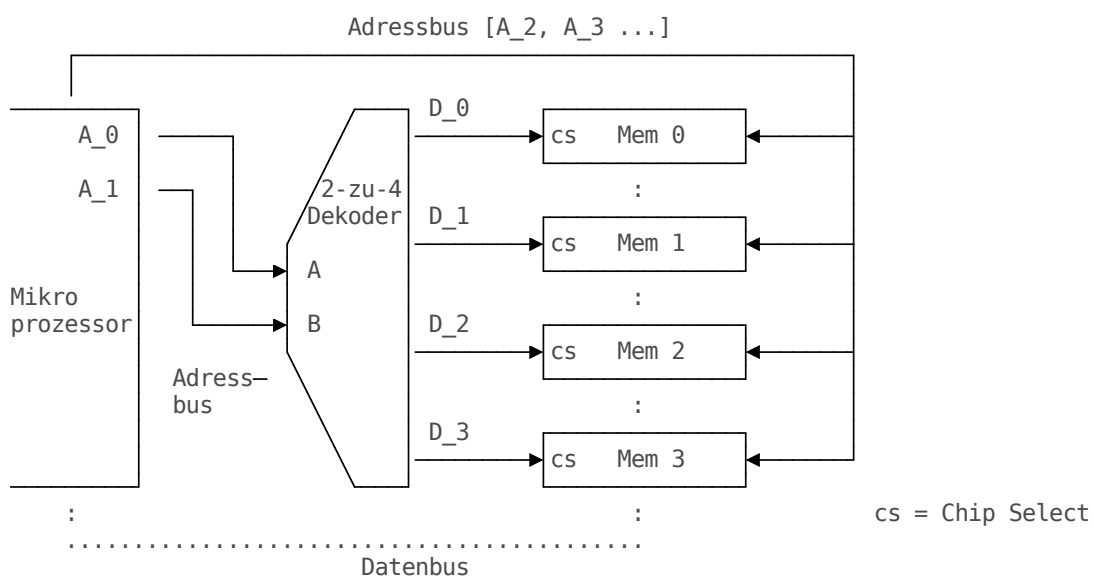 Adressbus [A_2, A_3 ...]
D_0
A_0
cs Mem 0
A_1
2-zu-4
Dekoder
D_1
cs Mem 1
A
Mikro
prozessor
B
D_2
cs Mem 2
Adress–
bus
D_3
cs Mem 3
cs = Chip Select
Datenbus